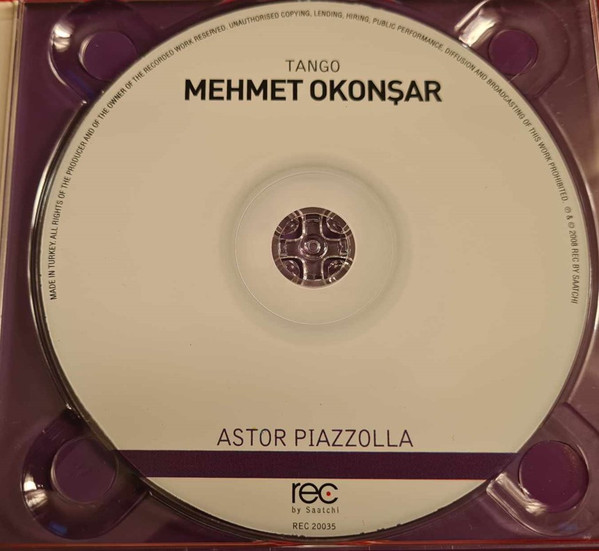 MADE IN TURKEY. ALL RIGHTS OF THE PRODUCER AND OF THE OWNER OF THE RECORDED WORK RESERVED. UNAUTHORISED COPYING, LENDING, HIRING, PUBLIC PERFORMANCE, DIFFUSION AND BROADCASTING OF THIS WORK PROHIBITED. ℗ & © 2008 REC BY SAATCHI
TANGO
MEHMET OKONŞAR
ASTOR PIAZZOLLA
rec
by Saatchi
REC 20035